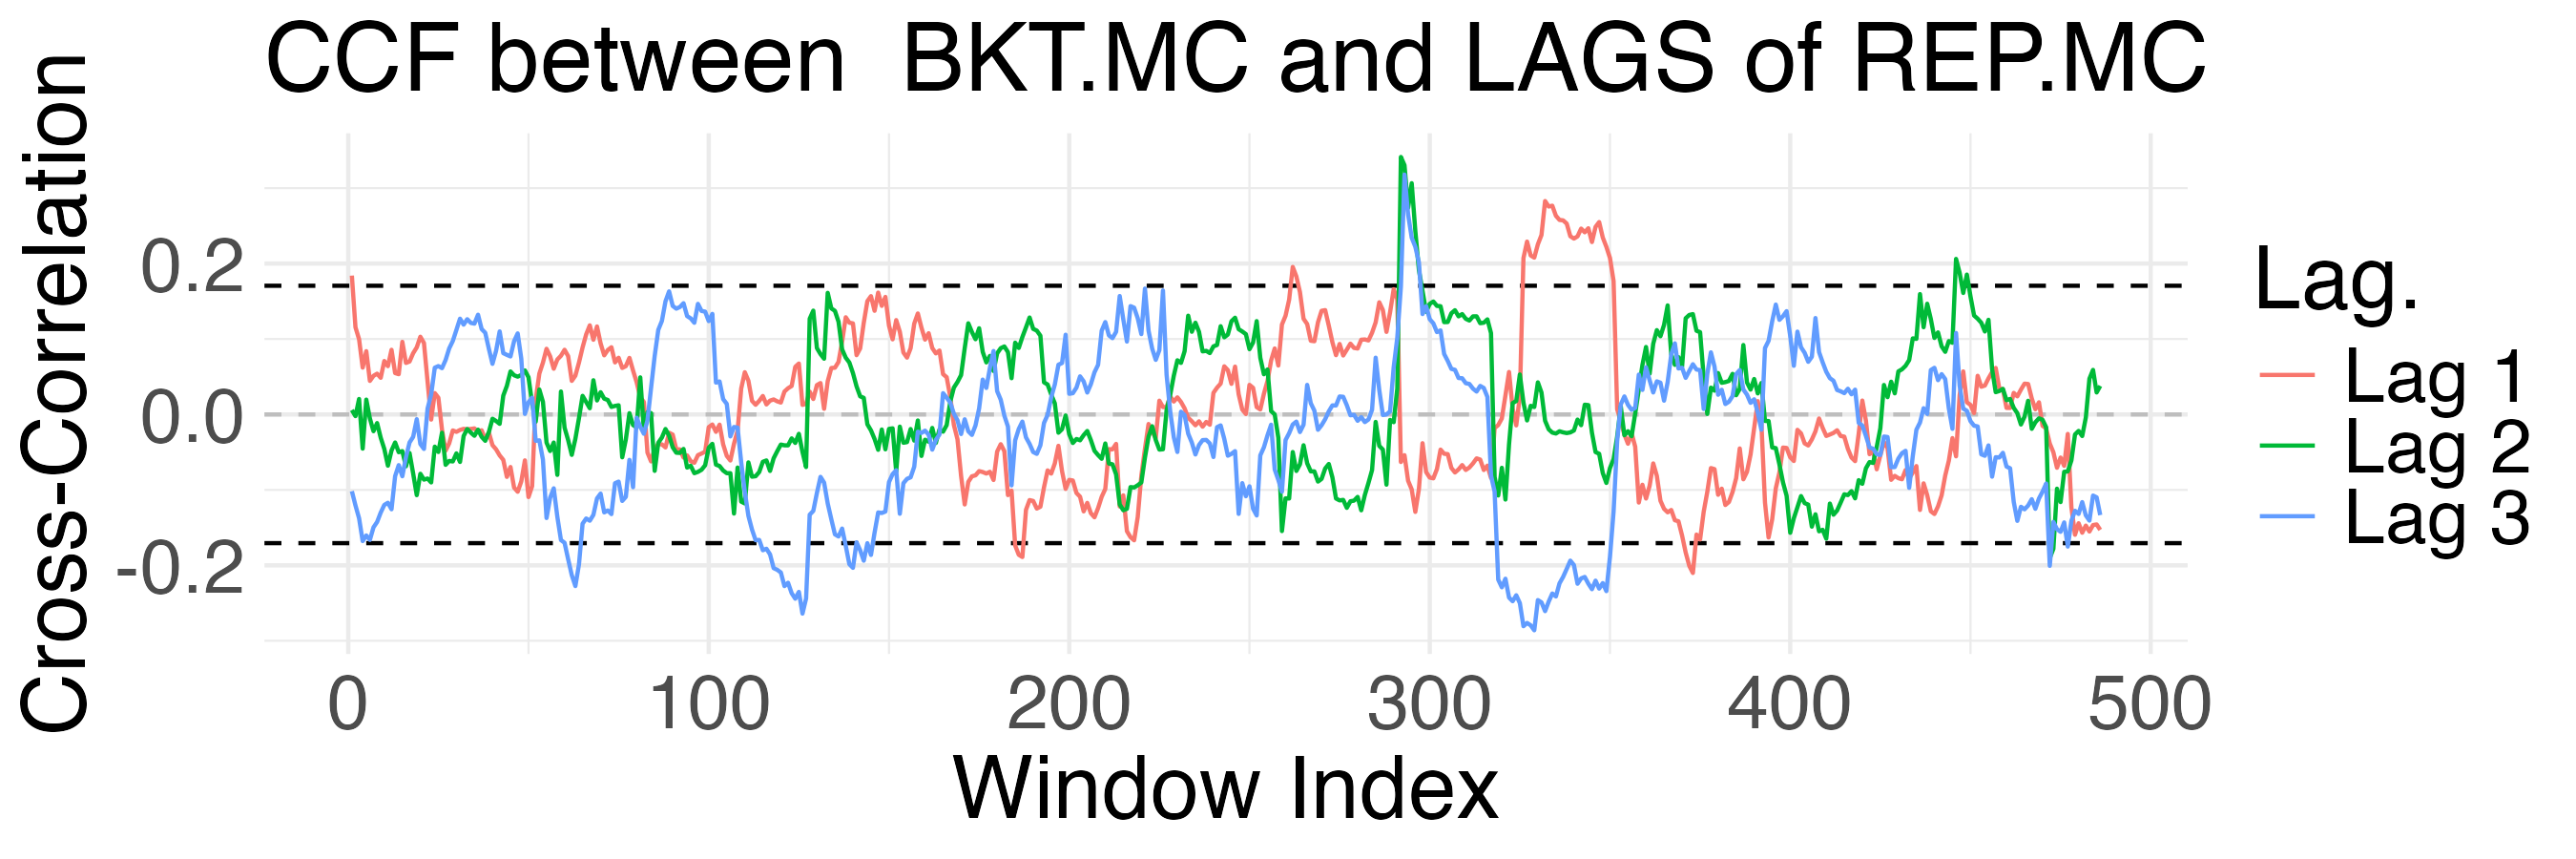 CCF between  BKT.MC and LAGS of REP.MC
Cross-Correlation
0.2
0.0
-0.2
0
100
200
300
400
500
Window Index
Lag.
Lag 1
Lag 2
Lag 3